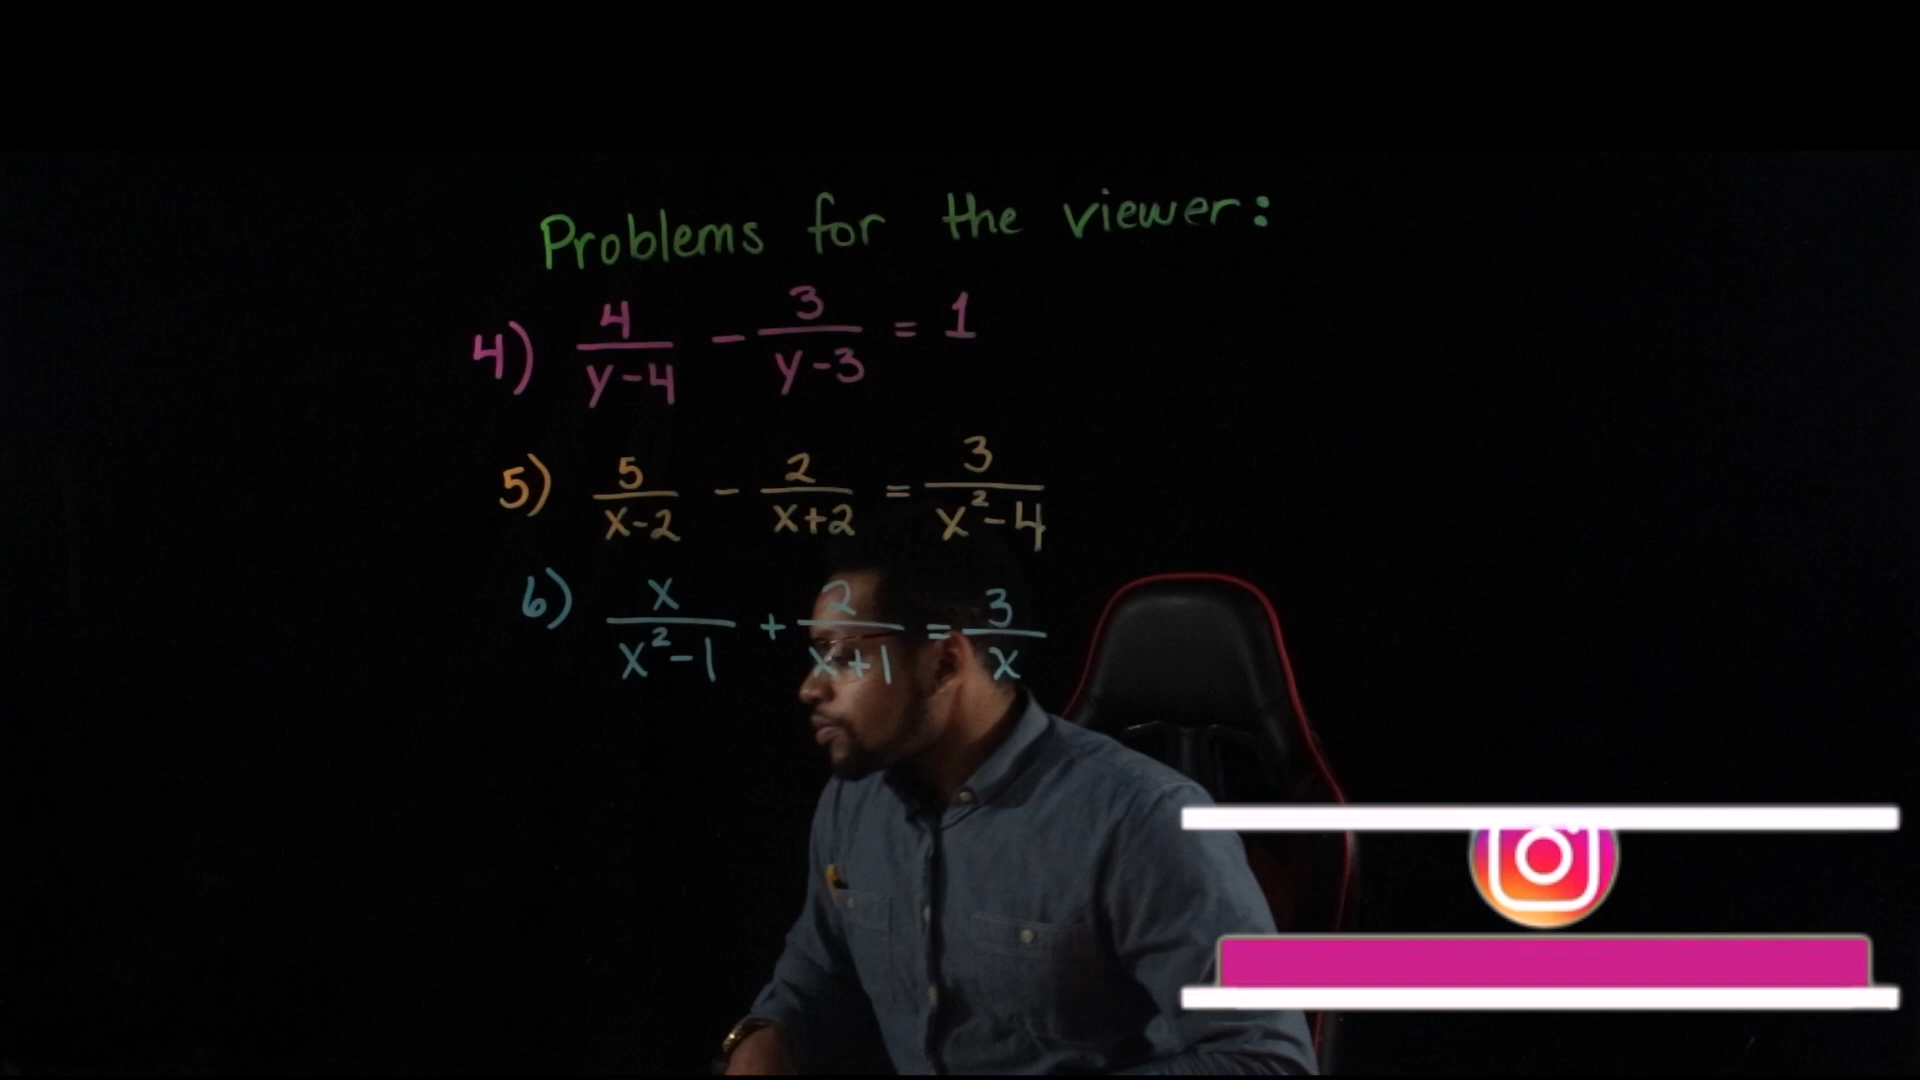 Problems for the viewer:
4) 4/(y-4) - 3/(y-3) = 1
5) 5/(x-2) - 2/(x+2) = 3/(x²-4)
6) x/(x²-1) + 2/(x+1) = 3/x